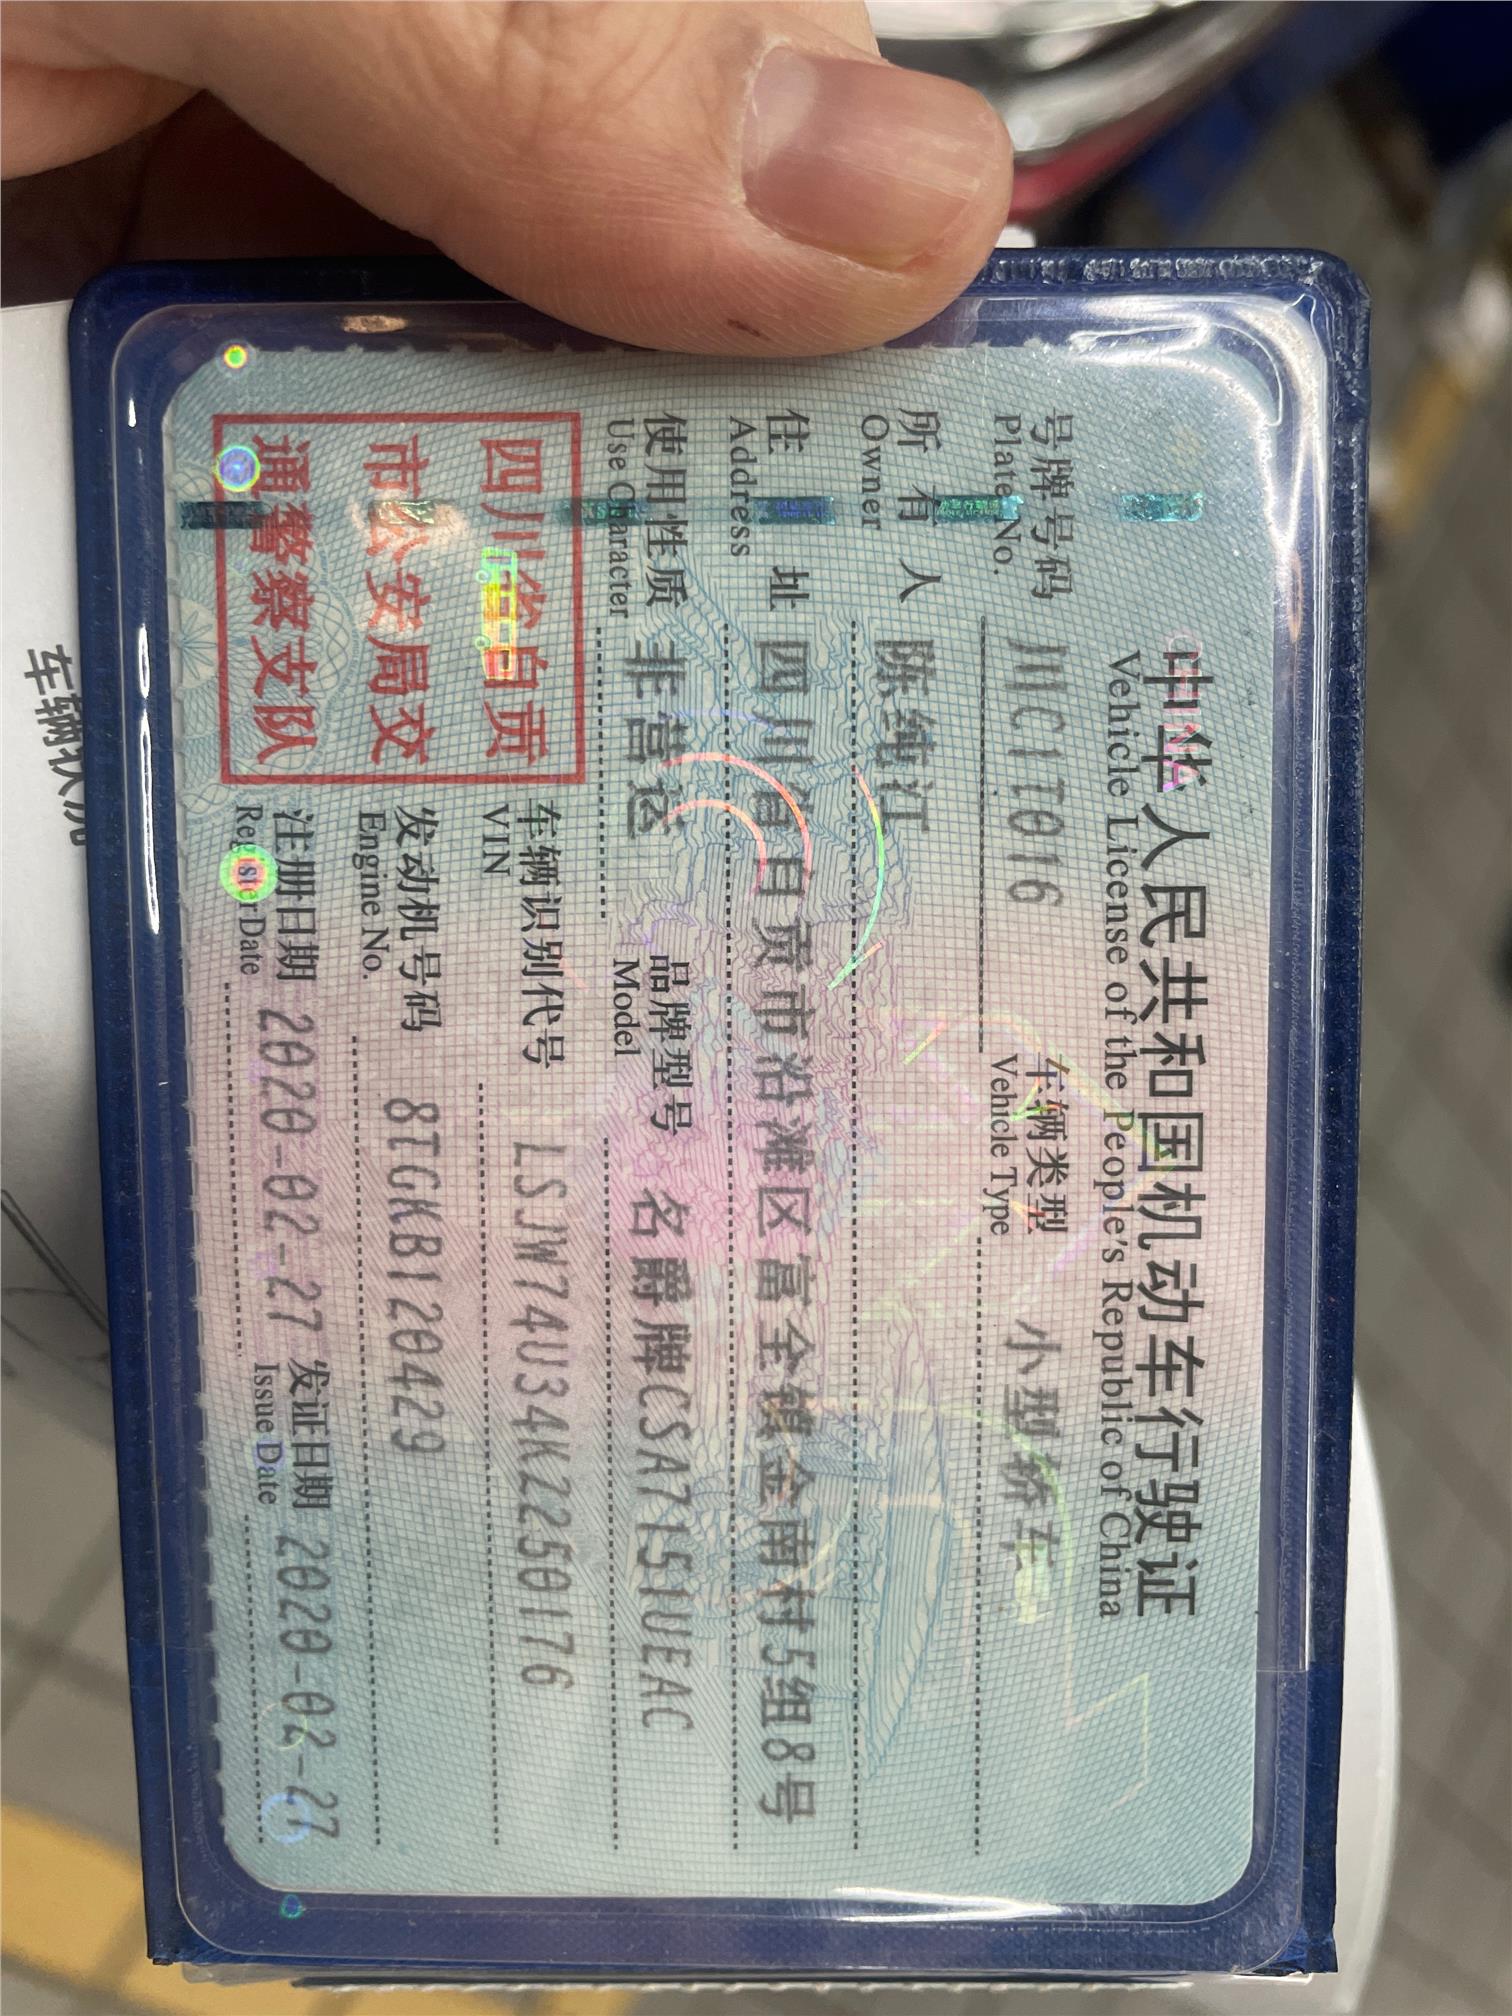 中华人民共和国机动车行驶证
Vehicle License of the People's Republic of China
号牌号码 川C1T016 车辆类型 小型轿车
Plate No. Vehicle Type
所有人 陈纯江
Owner
住址 四川省自贡市沿滩区富全镇金南村5组8号
Address
使用性质 非营运 品牌型号 名爵牌CSA7151UEAC
Use Character Model
四川省自贡
市公安局交
通警察支队
车辆识别代号 LSJW74U34K2250176
VIN
发动机号码 8TGKB120429
Engine No.
注册日期 2020-02-27 发证日期 2020-02-27
Register Date Issue Date
车辆状况